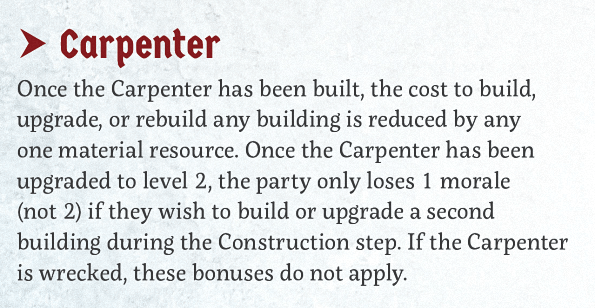 Carpenter
Once the Carpenter has been built, the cost to build,
upgrade, or rebuild any building is reduced by any
one material resource. Once the Carpenter has been
upgraded to level 2, the party only loses 1 morale
(not 2) if they wish to build or upgrade a second
building during the Construction step. If the Carpenter
is wrecked, these bonuses do not apply.